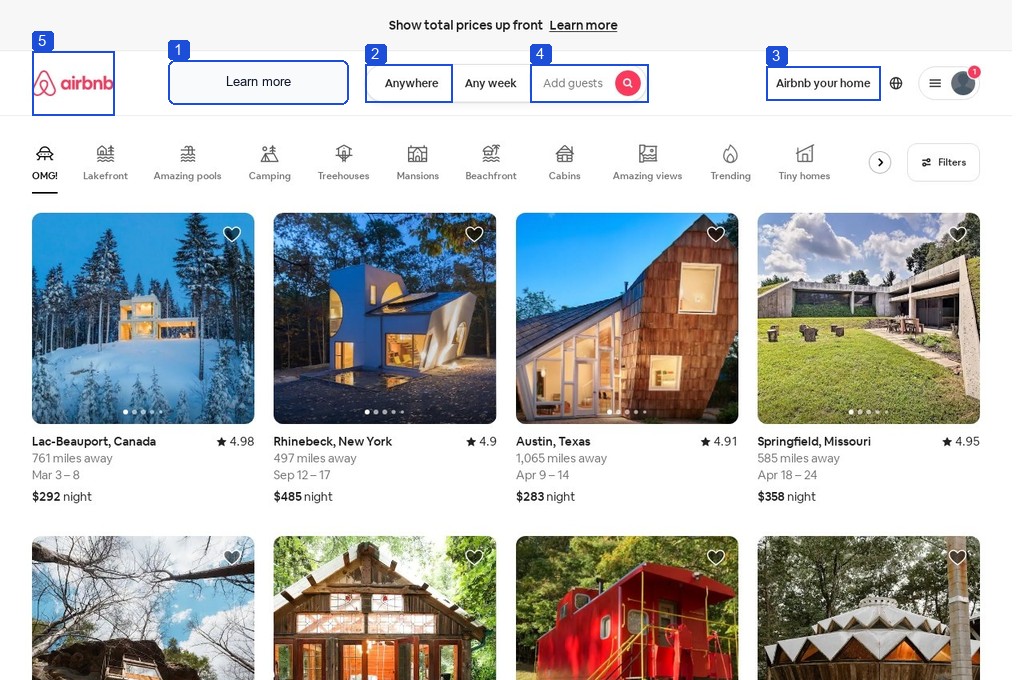 Show total prices up front Learn more
5
1
2
4
3
airbnb
Learn more
Anywhere
Any week
Add guests
Airbnb your home
1
OMG!
Lakefront
Amazing pools
Camping
Treehouses
Mansions
Beachfront
Cabins
Amazing views
Trending
Tiny homes
Filters
Lac-Beauport, Canada 4.98
761 miles away
Mar 3 – 8
$292 night
Rhinebeck, New York 4.9
497 miles away
Sep 12 – 17
$485 night
Austin, Texas 4.91
1,065 miles away
Apr 9 – 14
$283 night
Springfield, Missouri 4.95
585 miles away
Apr 18 – 24
$358 night